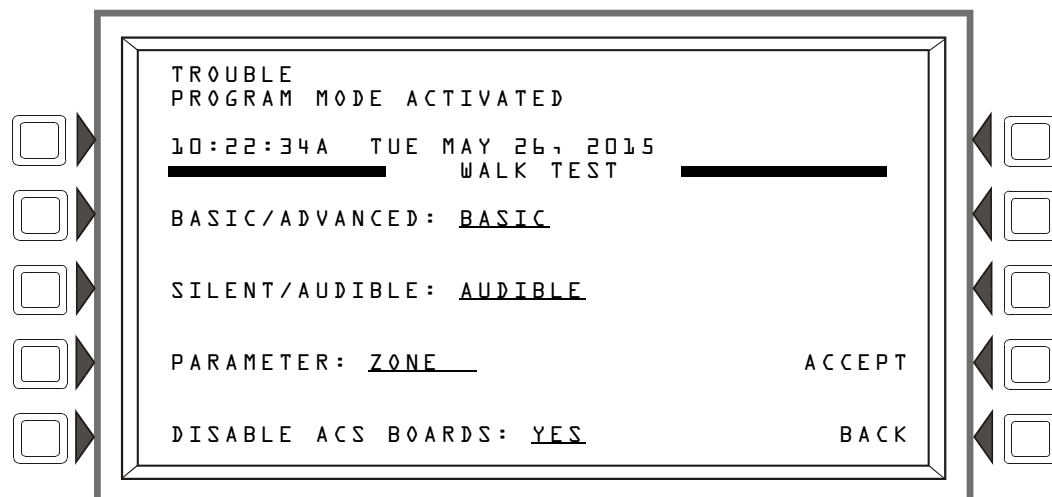 TROUBLE
PROGRAM MODE ACTIVATED
10:22:34A TUE MAY 26, 2015
WALK TEST
BASIC/ADVANCED: BASIC
SILENT/AUDIBLE: AUDIBLE
PARAMETER: ZONE ACCEPT
DISABLE ACS BOARDS: YES BACK